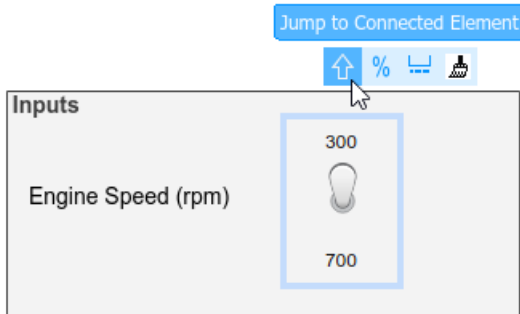 Jump to Connected Element
%
Inputs
300
Engine Speed (rpm)
700